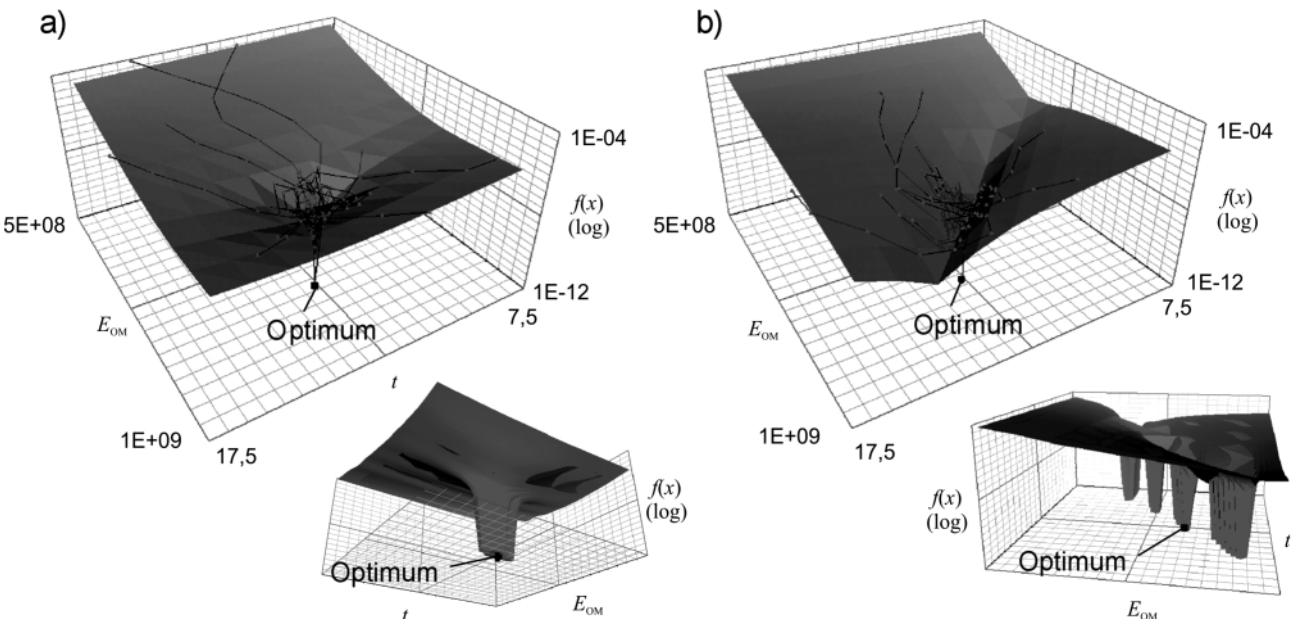 a)
1E-04
f(x)
(log)
5E+08
1E-12
7,5
E_OM
Optimum
t
1E+09
17,5
f(x)
(log)
Optimum
E_OM
t
b)
1E-04
f(x)
(log)
5E+08
1E-12
7,5
E_OM
Optimum
1E+09
17,5
f(x)
(log)
t
Optimum
E_OM